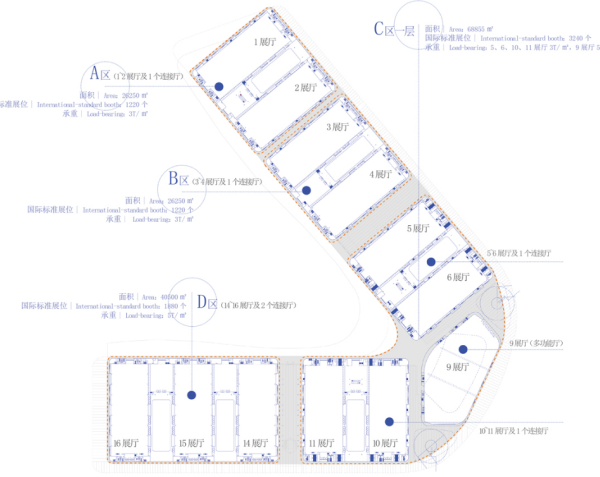 C区一层
面积 | Area: 68855 ㎡
国际标准展位 | International-standard booth: 3240 个
承重 | Load-bearing: 5、6、10、11 展厅3T/㎡, 9 展厅5
1 展厅
2 展厅
A区 (1~2 展厅及 1 个连接厅)
面积 | Area: 26250 ㎡
标准展位 | International-standard booth: 1220 个
承重 | Load-bearing: 3T/㎡
3 展厅
4 展厅
B区 (3~4 展厅及 1 个连接厅)
面积 | Area: 26250 ㎡
国际标准展位 | International-standard booth: 1220 个
承重 | Load-bearing: 3T/㎡
5 展厅
6 展厅
5~6 展厅及 1 个连接厅
D区 (14~16 展厅及 2 个连接厅)
面积 | Area: 40500 ㎡
国际标准展位 | International-standard booth: 1880 个
承重 | Load-bearing: 5T/㎡
9 展厅 (多功能厅)
9 展厅
16 展厅
15 展厅
14 展厅
11 展厅
10 展厅
10~11 展厅及 1 个连接厅